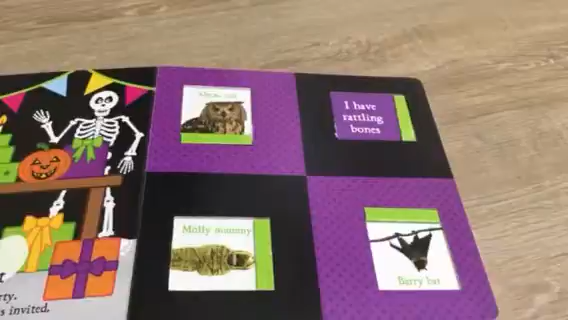 I have
rattling
bones
Molly mummy
Barry bat
rty.
s invited.